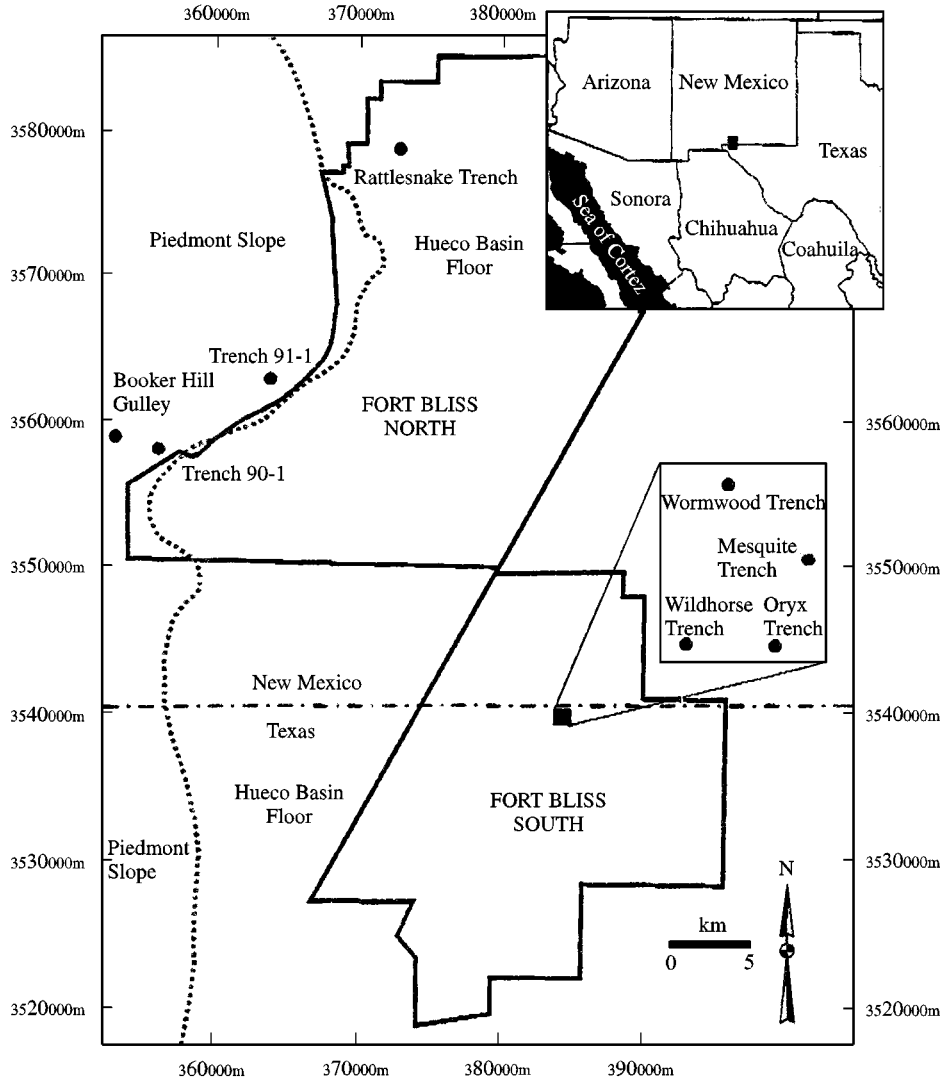 360000m 370000m 380000m
3580000m
3570000m
3560000m
3550000m
3540000m
3530000m
3520000m
Arizona
New Mexico
Texas
Sonora
Chihuahua
Coahuila
Sea of Cortez
Rattlesnake Trench
Piedmont Slope
Hueco Basin
Floor
Trench 91-1
Booker Hill
Gulley
Trench 90-1
FORT BLISS
NORTH
3560000m
Wormwood Trench
Mesquite
Trench
Wildhorse
Trench
Oryx
Trench
3550000m
New Mexico
Texas
3540000m
Hueco Basin
Floor
FORT BLISS
SOUTH
Piedmont
Slope
3530000m
N
km
0 5
3520000m
360000m 370000m 380000m 390000m